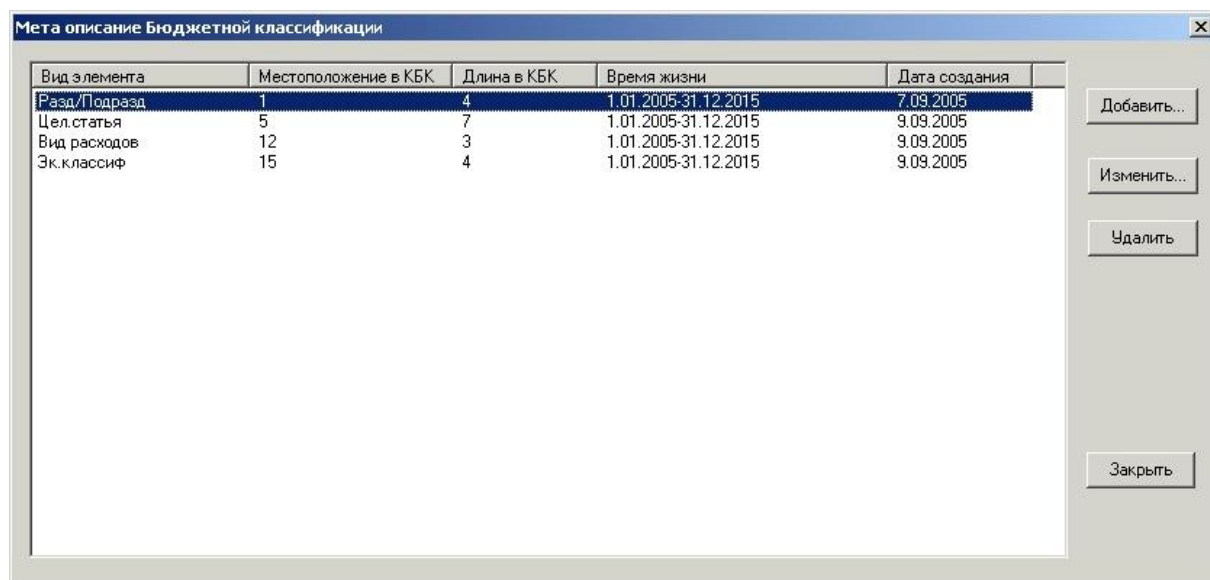 Мета описание Бюджетной классификации
Вид элемента Местоположение в КБК Длина в КБК Время жизни Дата создания
Разд/Подразд 1 4 1.01.2005-31.12.2015 7.09.2005
Цел.статья 5 7 1.01.2005-31.12.2015 9.09.2005
Вид расходов 12 3 1.01.2005-31.12.2015 9.09.2005
Эк.классиф 15 4 1.01.2005-31.12.2015 9.09.2005
Добавить...
Изменить...
Удалить
Закрыть